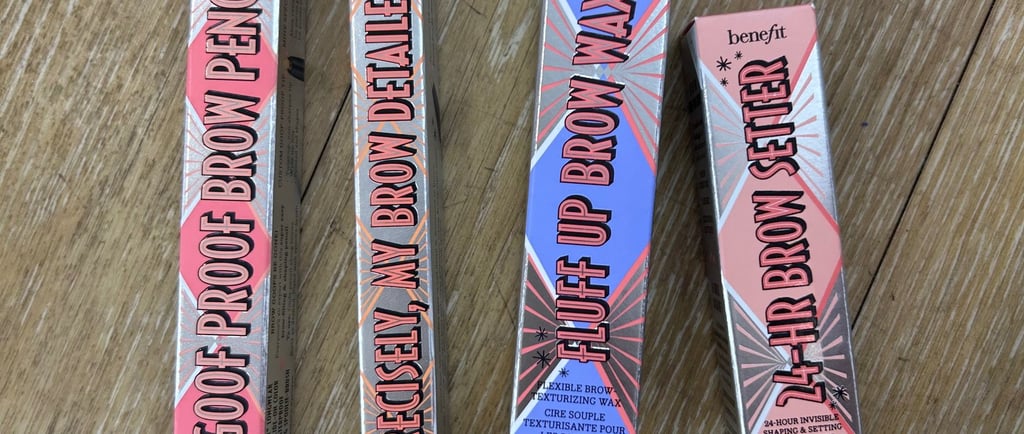 GOOF PROOF BROW PENC
RECISELY, MY BROW DETAILE
FLUFF UP BROW WAX
FLEXIBLE BROW-
TEXTURIZING WAX
CIRE SOUPLE
TEXTURISANTE POUR
benefit
24-HR BROW SETTER
24-HOUR INVISIBLE
SHAPING & SETTING